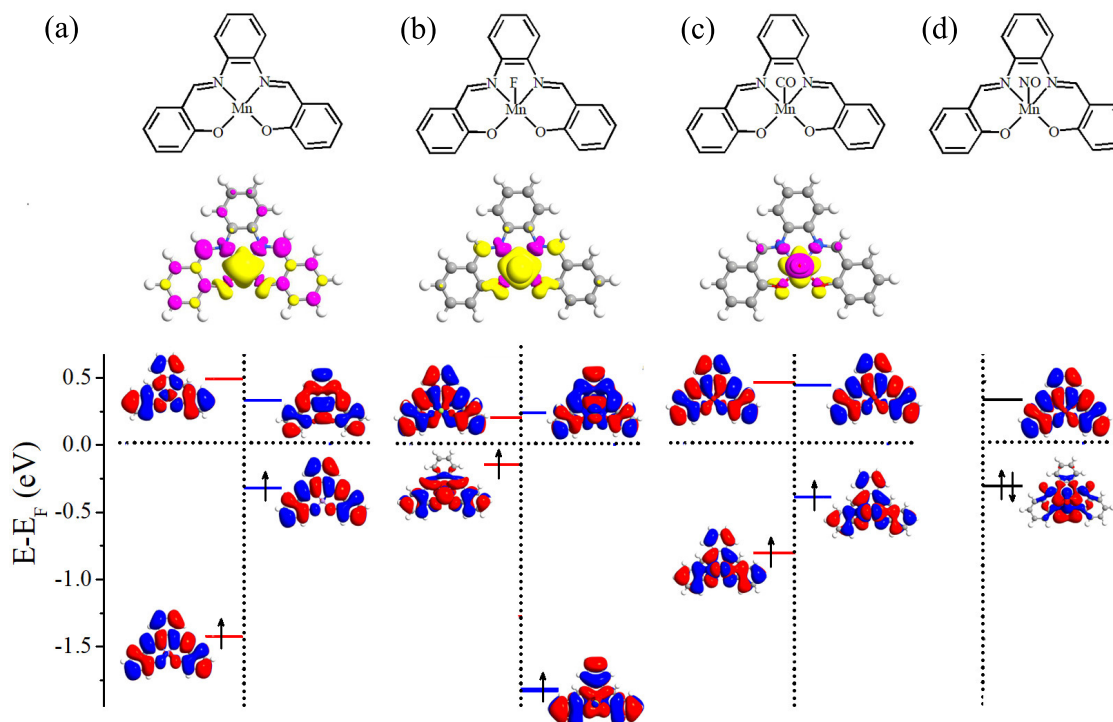 (a) (b) (c) (d)
F CO NO
N N N N N N N N
Mn Mn Mn Mn
O O O O O O O O
0.5
0.0
-0.5
-1.0
-1.5
E-E_F (eV)